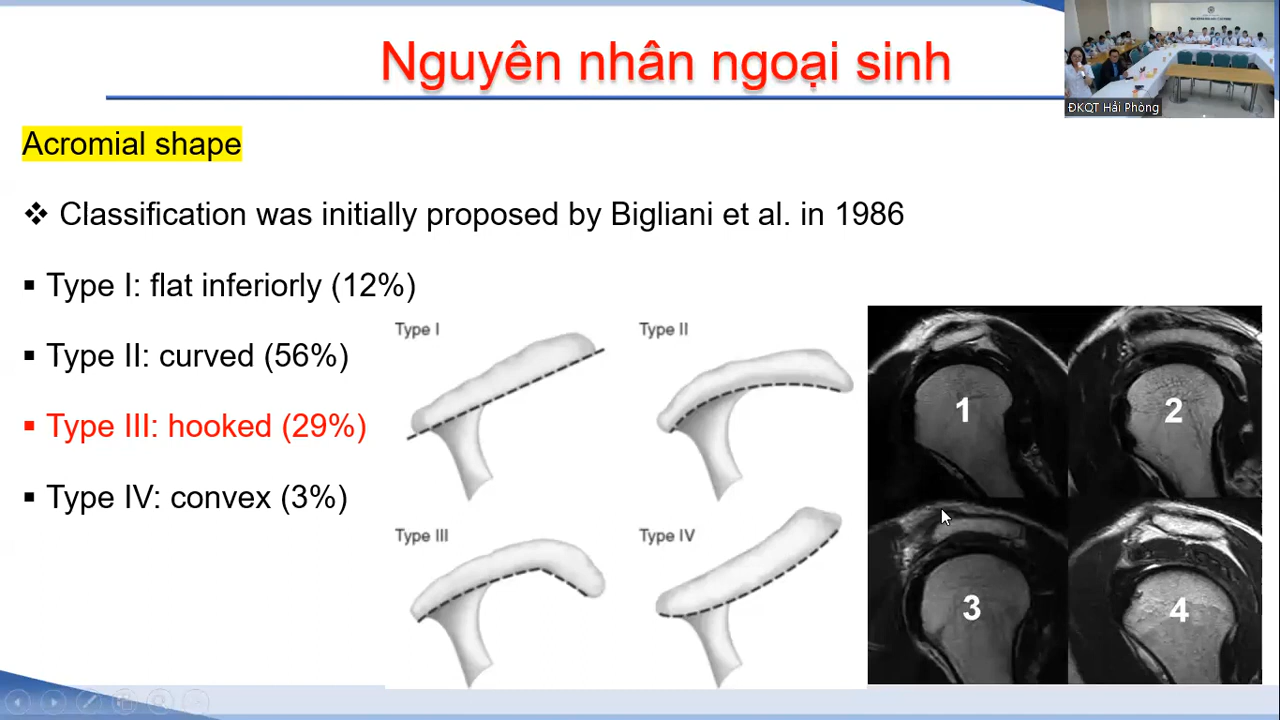 Nguyên nhân ngoại sinh
ĐKQT Hải Phòng
Acromial shape
❖ Classification was initially proposed by Bigliani et al. in 1986
▪ Type I: flat inferiorly (12%)
▪ Type II: curved (56%)
▪ Type III: hooked (29%)
▪ Type IV: convex (3%)
Type I
Type II
Type III
Type IV
1
2
3
4